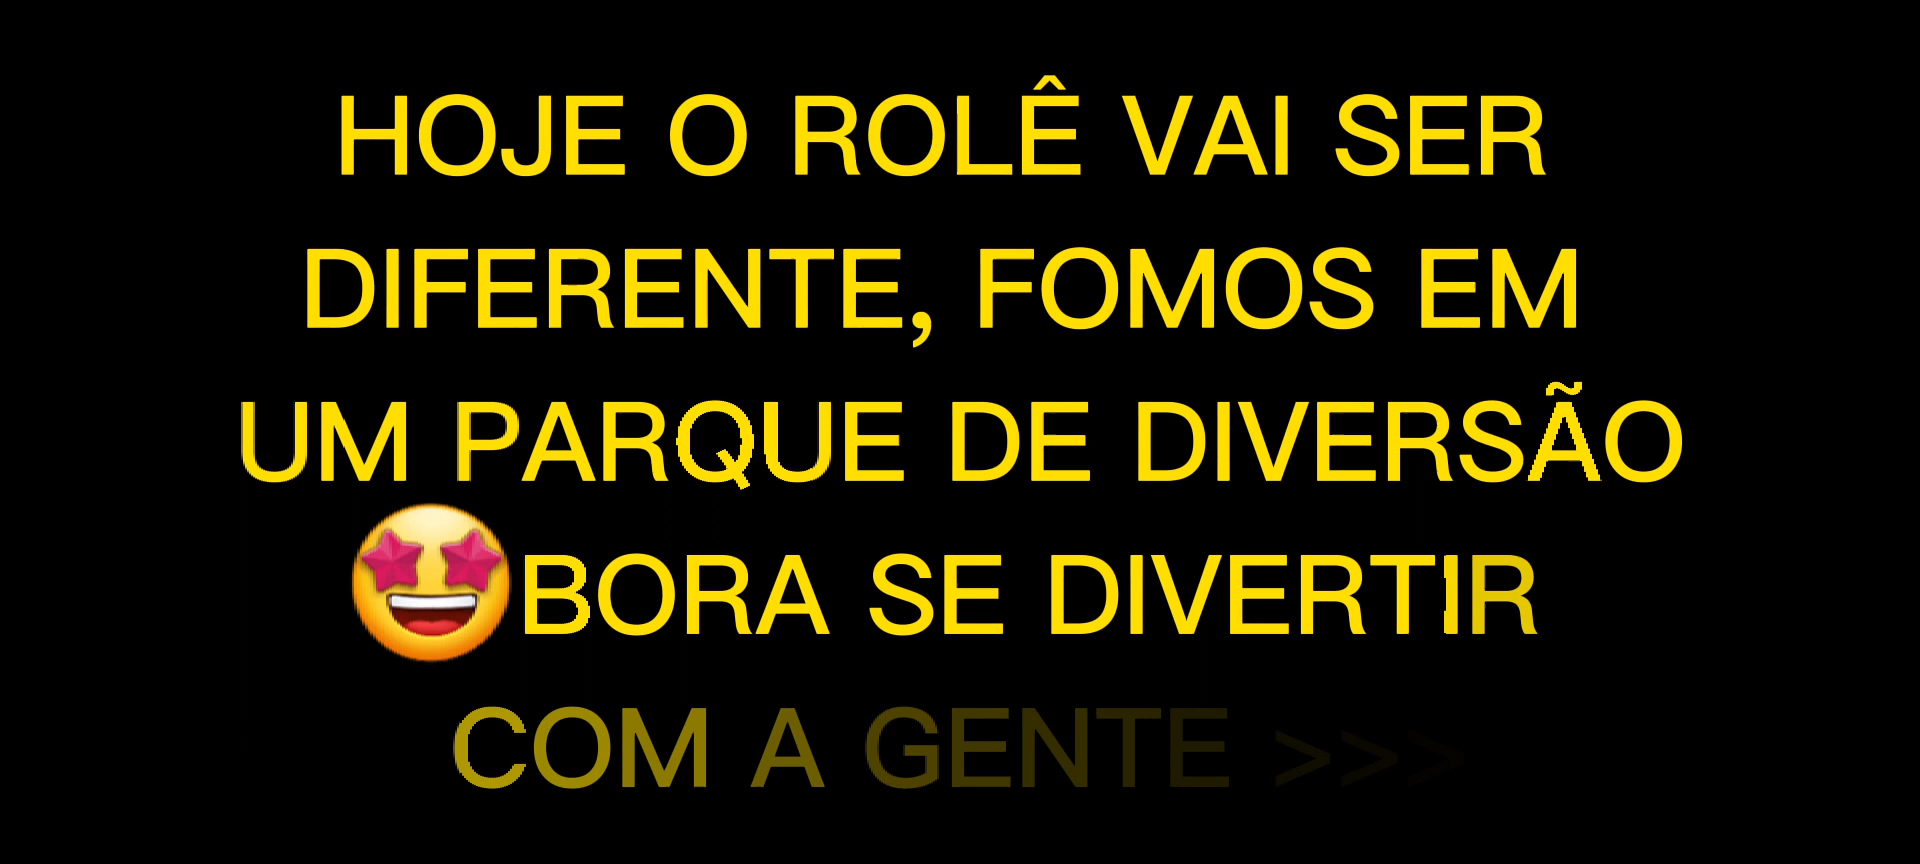 HOJE O ROLÊ VAI SER
DIFERENTE, FOMOS EM
UM PARQUE DE DIVERSÃO
🤩BORA SE DIVERTIR
COM A GENTE >>>